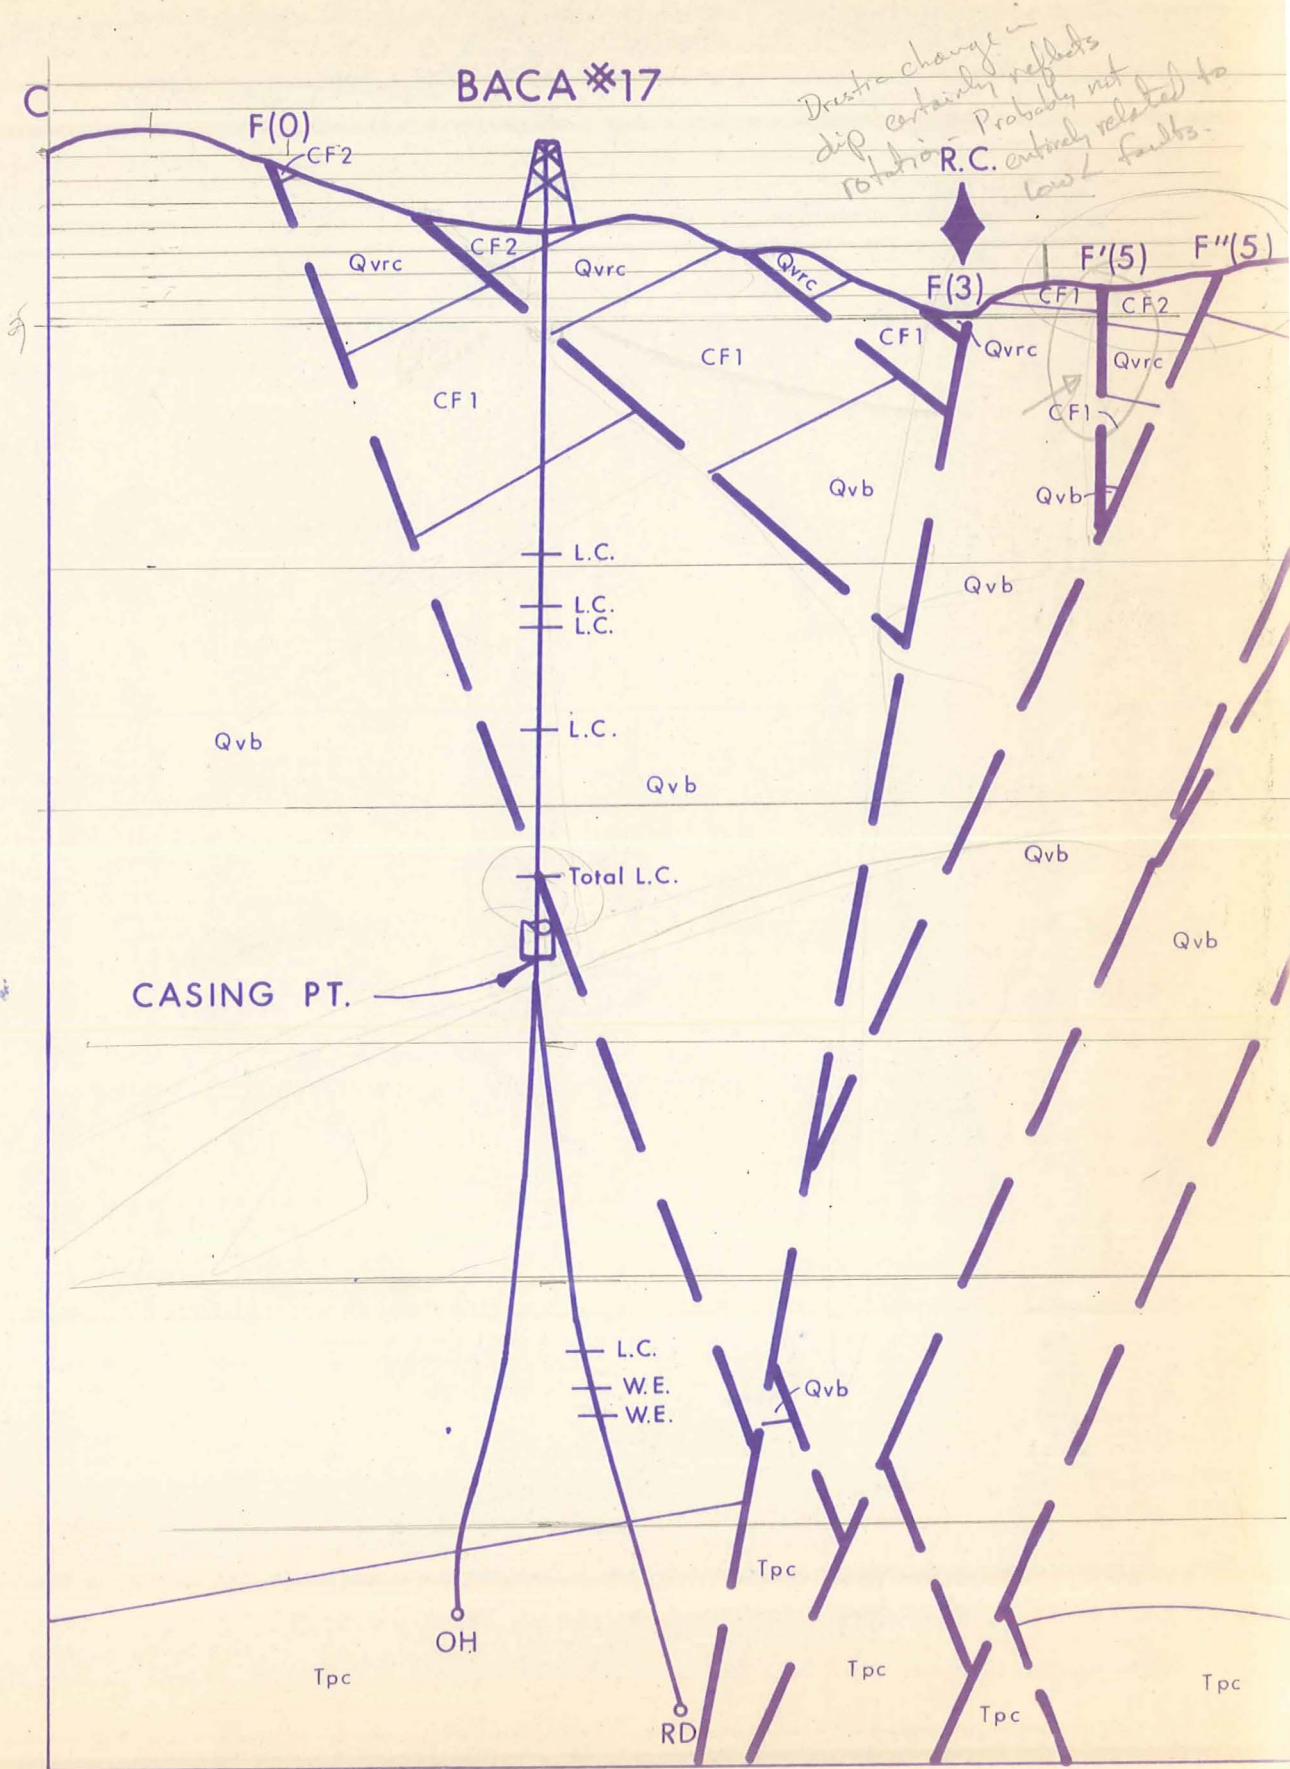 BACA #17
C
Drastic change in
dip certainly reflects
rotation - Probably not
entirely related to
low ∠ faults.
F(0)
CF2
R.C.
F(3)
F'(5)
F"(5)
Qvrc
CF2
Qvrc
Qvrc
CF1
CF2
CF1
Qvrc
Qvrc
CF1
CF1
CF1
Qvb
Qvb
L.C.
Qvb
L.C.
L.C.
L.C.
Qvb
Qvb
Qvb
Total L.C.
Qvb
CASING PT.
L.C.
W.E.
Qvb
W.E.
Tpc
OH
Tpc
Tpc
Tpc
Tpc
RD